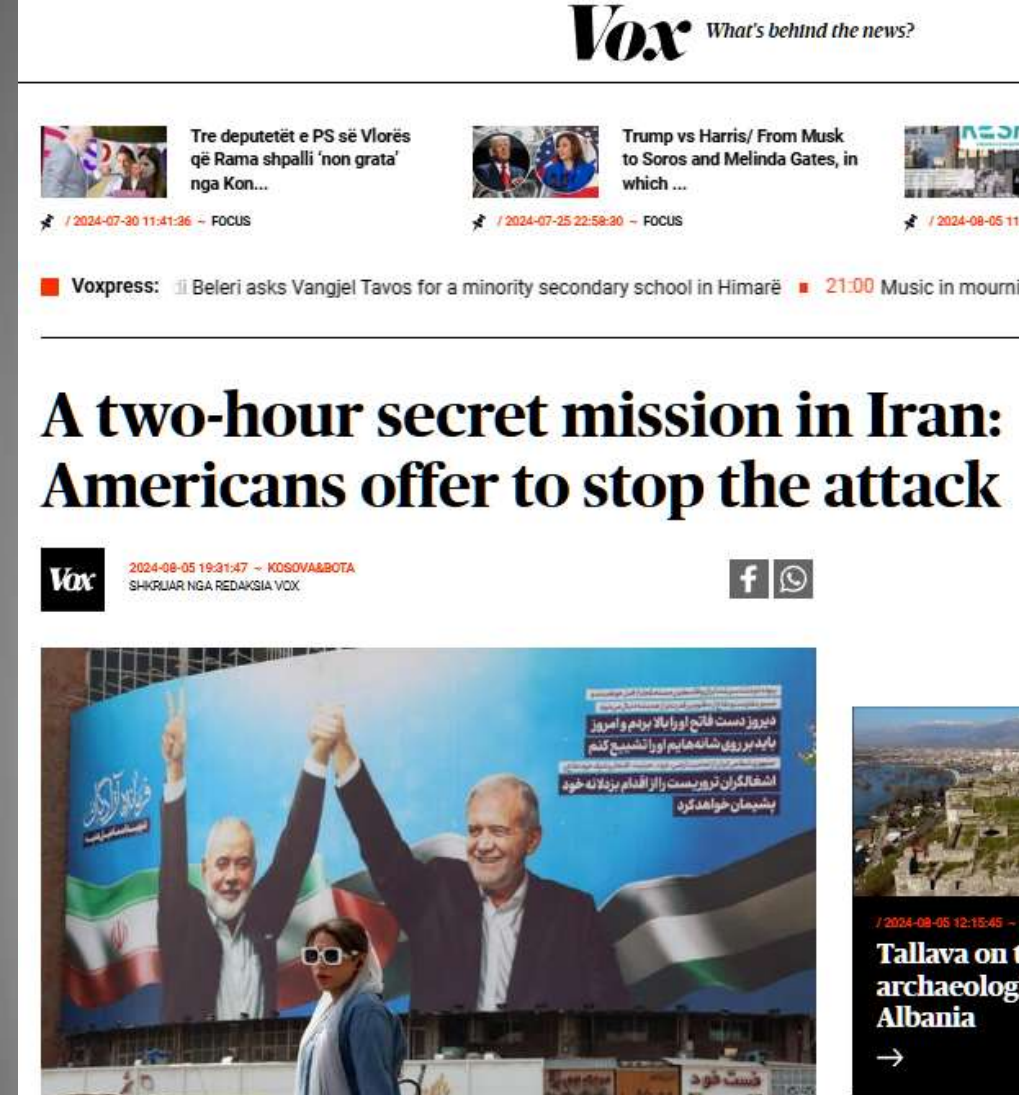 Vox What's behind the news?
Tre deputetët e PS së Vlorës
që Rama shpalli ‘non grata’
nga Kon...
/ 2024-07-30 11:41:36 ~ FOCUS
Trump vs Harris/ From Musk
to Soros and Melinda Gates, in
which ...
/ 2024-07-25 22:58:30 ~ FOCUS
/ 2024-08-05 11
Voxpress: Beleri asks Vangjel Tavos for a minority secondary school in Himarë 21:00 Music in mourni
A two-hour secret mission in Iran:
Americans offer to stop the attack
Vox
2024-08-05 19:31:47 ~ KOSOVA&BOTA
SHKRUAR NGA REDAKSIA VOX
دیروز دست فاتح او را بالا بردم و امروز
باید بر روی شانه‌هایم او را تشییع کنم
اشغالگران تروریست را از اقدام بزدلانه خود
پشیمان خواهد کرد
فست فود
/ 2024-08-05 12:15:45 ~
Tallava on t
archaeolog
Albania